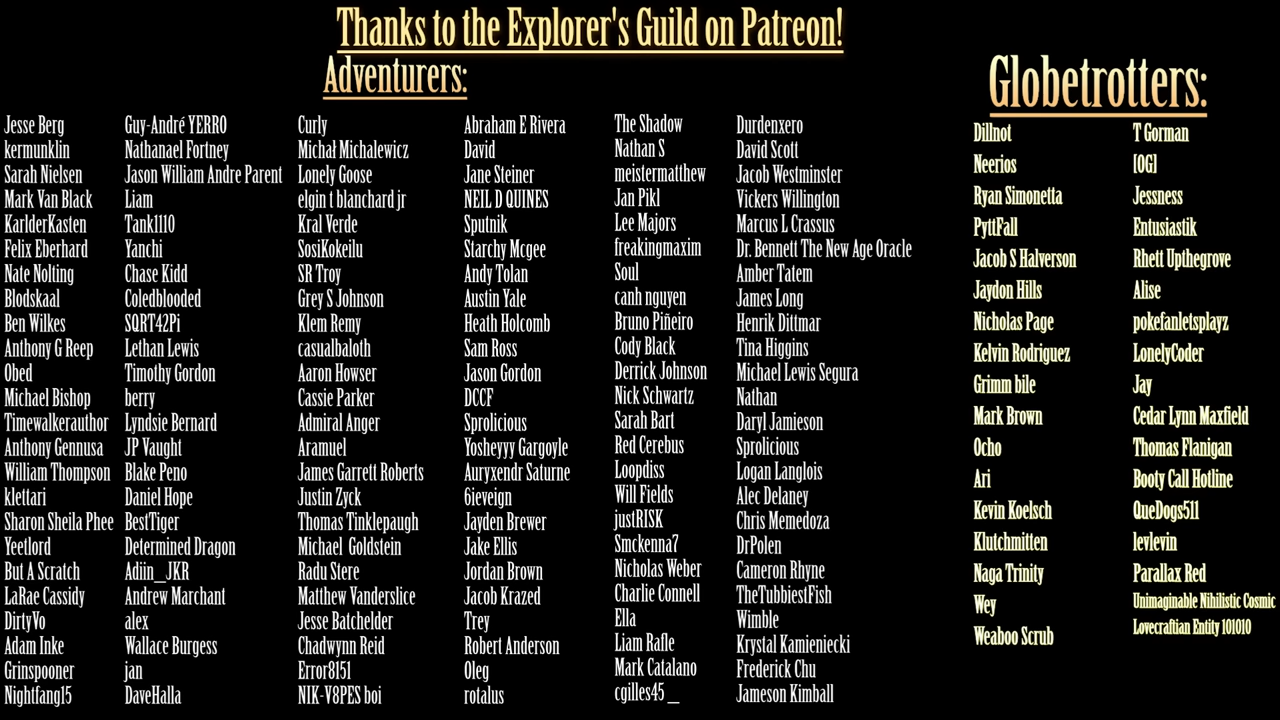 Thanks to the Explorer's Guild on Patreon!
Adventurers:
Jesse Berg
kermunklin
Sarah Nielsen
Mark Van Black
KarlderKasten
Felix Eberhard
Nate Nolting
Blodskaal
Ben Wilkes
Anthony G Reep
Obed
Michael Bishop
Timewalkerauthor
Anthony Gennusa
William Thompson
klettari
Sharon Sheila Phee
Yeetlord
But A Scratch
LaRae Cassidy
DirtyVo
Adam Inke
Grinspooner
Nightfang15
Guy-André YERRO
Nathanael Fortney
Jason William Andre Parent
Liam
Tank1110
Yanchi
Chase Kidd
Coledblooded
SQRT42Pi
Lethan Lewis
Timothy Gordon
berry
Lyndsie Bernard
JP Vaught
Blake Peno
Daniel Hope
BestTiger
Determined Dragon
Adiin_JKR
Andrew Marchant
alex
Wallace Burgess
jan
DaveHalla
Curly
Michał Michalewicz
Lonely Goose
elgin t blanchard jr
Kral Verde
SosiKokeilu
SR Troy
Grey S Johnson
Klem Remy
casualbaloth
Aaron Howser
Cassie Parker
Admiral Anger
Aramuel
James Garrett Roberts
Justin Zyck
Thomas Tinklepaugh
Michael Goldstein
Radu Stere
Matthew Vanderslice
Jesse Batchelder
Chadwynn Reid
Error8151
NIK-V8PES boi
Abraham E Rivera
David
Jane Steiner
NEIL D QUINES
Sputnik
Starchy Mcgee
Andy Tolan
Austin Yale
Heath Holcomb
Sam Ross
Jason Gordon
DCCF
Sprolicious
Yosheyyy Gargoyle
Auryxendr Saturne
6ieveign
Jayden Brewer
Jake Ellis
Jordan Brown
Jacob Krazed
Trey
Robert Anderson
Oleg
rotalus
The Shadow
Nathan S
meistermatthew
Jan Pikl
Lee Majors
freakingmaxim
Soul
canh nguyen
Bruno Piñeiro
Cody Black
Derrick Johnson
Nick Schwartz
Sarah Bart
Red Cerebus
Loopdiss
Will Fields
justRISK
Smckenna7
Nicholas Weber
Charlie Connell
Ella
Liam Rafle
Mark Catalano
cgilles45_
Durdenxero
David Scott
Jacob Westminster
Vickers Willington
Marcus L Crassus
Dr. Bennett The New Age Oracle
Amber Tatem
James Long
Henrik Dittmar
Tina Higgins
Michael Lewis Segura
Nathan
Daryl Jamieson
Sprolicious
Logan Langlois
Alec Delaney
Chris Memedoza
DrPolen
Cameron Rhyne
TheTubbiestFish
Wimble
Krystal Kamieniecki
Frederick Chu
Jameson Kimball
Globetrotters:
Dillnot
Neerios
Ryan Simonetta
PyttFall
Jacob S Halverson
Jaydon Hills
Nicholas Page
Kelvin Rodriguez
Grimm bile
Mark Brown
Ocho
Ari
Kevin Koelsch
Klutchmitten
Naga Trinity
Wey
Weaboo Scrub
T Gorman
[OG]
Jessness
Entusiastik
Rhett Upthegrove
Alise
pokefanletsplayz
LonelyCoder
Jay
Cedar Lynn Maxfield
Thomas Flanigan
Booty Call Hotline
QueDogs511
levlevin
Parallax Red
Unimaginable Nihilistic Cosmic
Lovecraftian Entity 101010